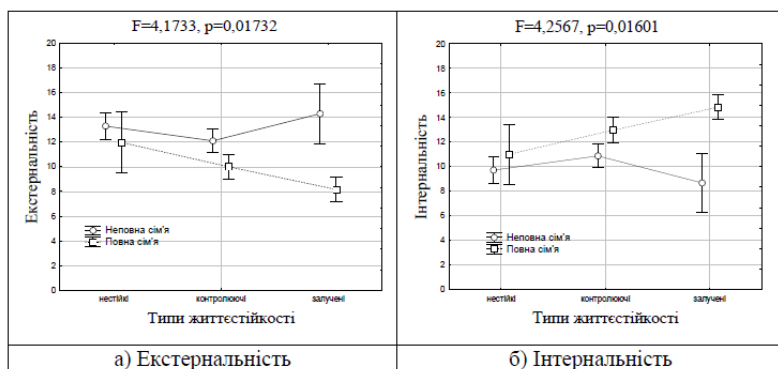 F=4,1733, p=0,01732
20
18
16
14
12
10
8
6
4
2
0
Екстернальність
Неповна сім'я
Повна сім'я
нестійкі контролюючі залучені
Типи життєстійкості
а) Екстернальність
F=4,2567, p=0,01601
20
18
16
14
12
10
8
6
4
2
0
Інтернальність
Неповна сім'я
Повна сім'я
нестійкі контролюючі залучені
Типи життєстійкості
б) Інтернальність